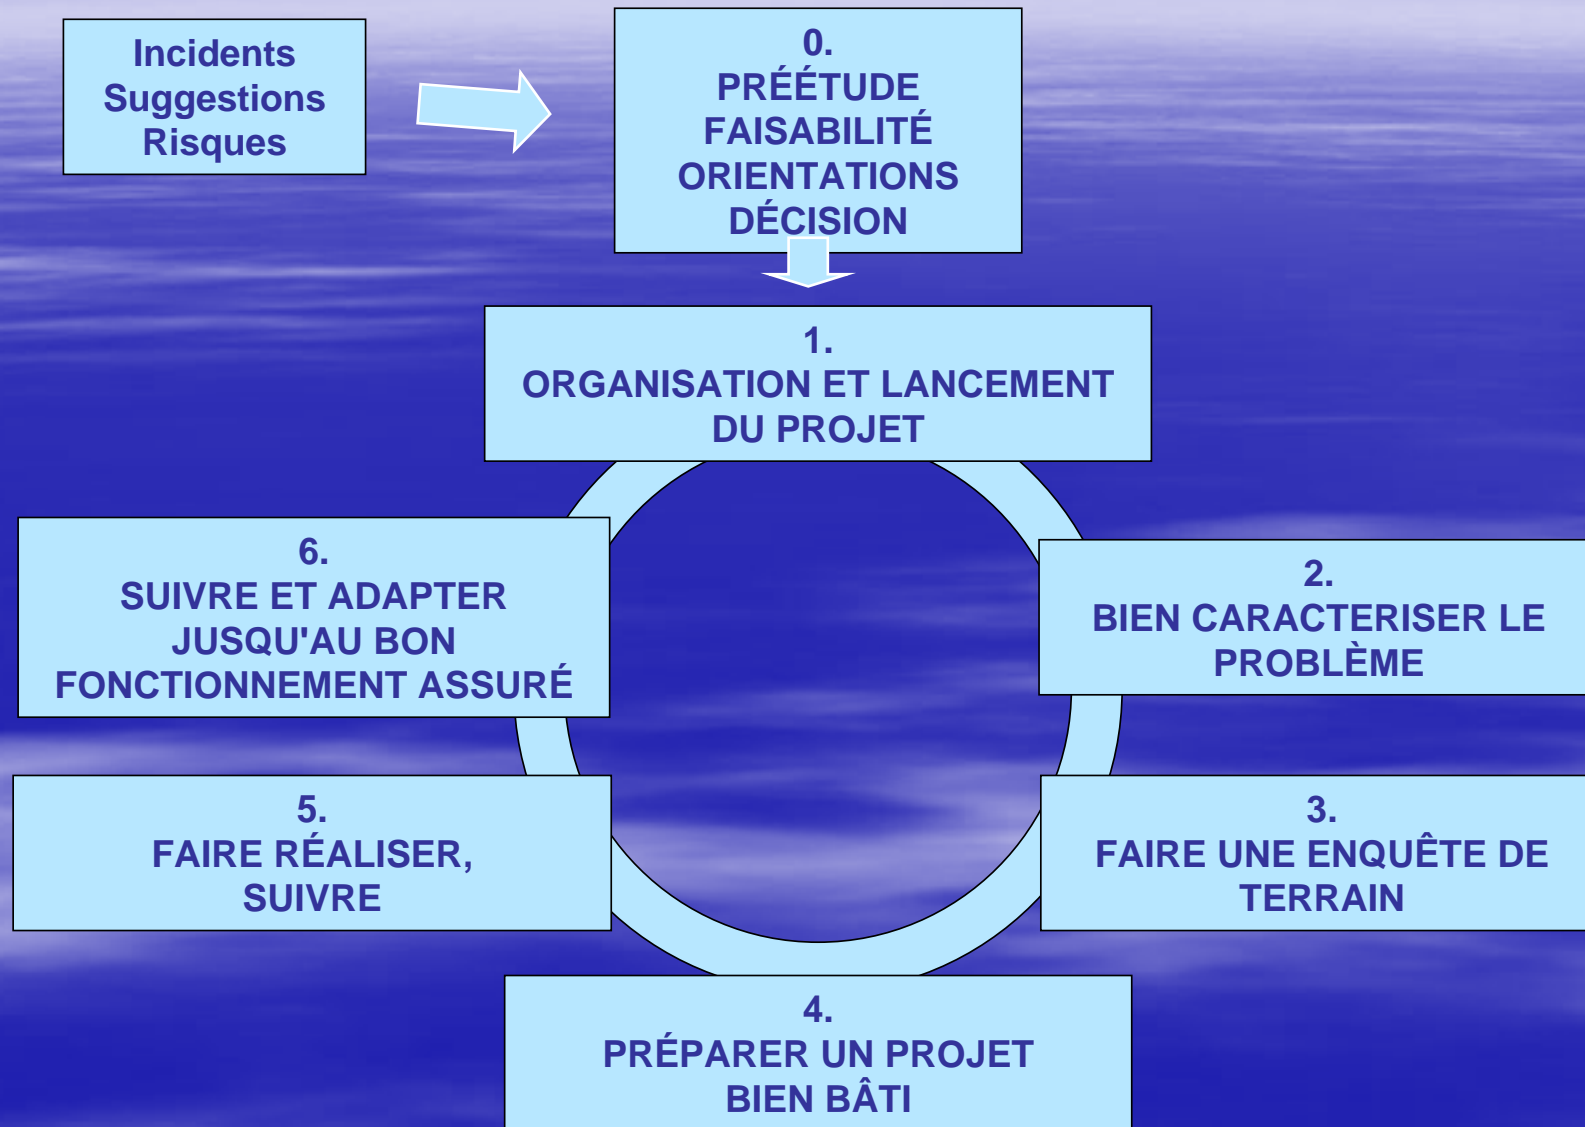 Incidents
Suggestions
Risques
0.
PRÉÉTUDE
FAISABILITÉ
ORIENTATIONS
DÉCISION
1.
ORGANISATION ET LANCEMENT
DU PROJET
2.
BIEN CARACTERISER LE
PROBLÈME
3.
FAIRE UNE ENQUÊTE DE
TERRAIN
4.
PRÉPARER UN PROJET
BIEN BÂTI
5.
FAIRE RÉALISER,
SUIVRE
6.
SUIVRE ET ADAPTER
JUSQU'AU BON
FONCTIONNEMENT ASSURÉ